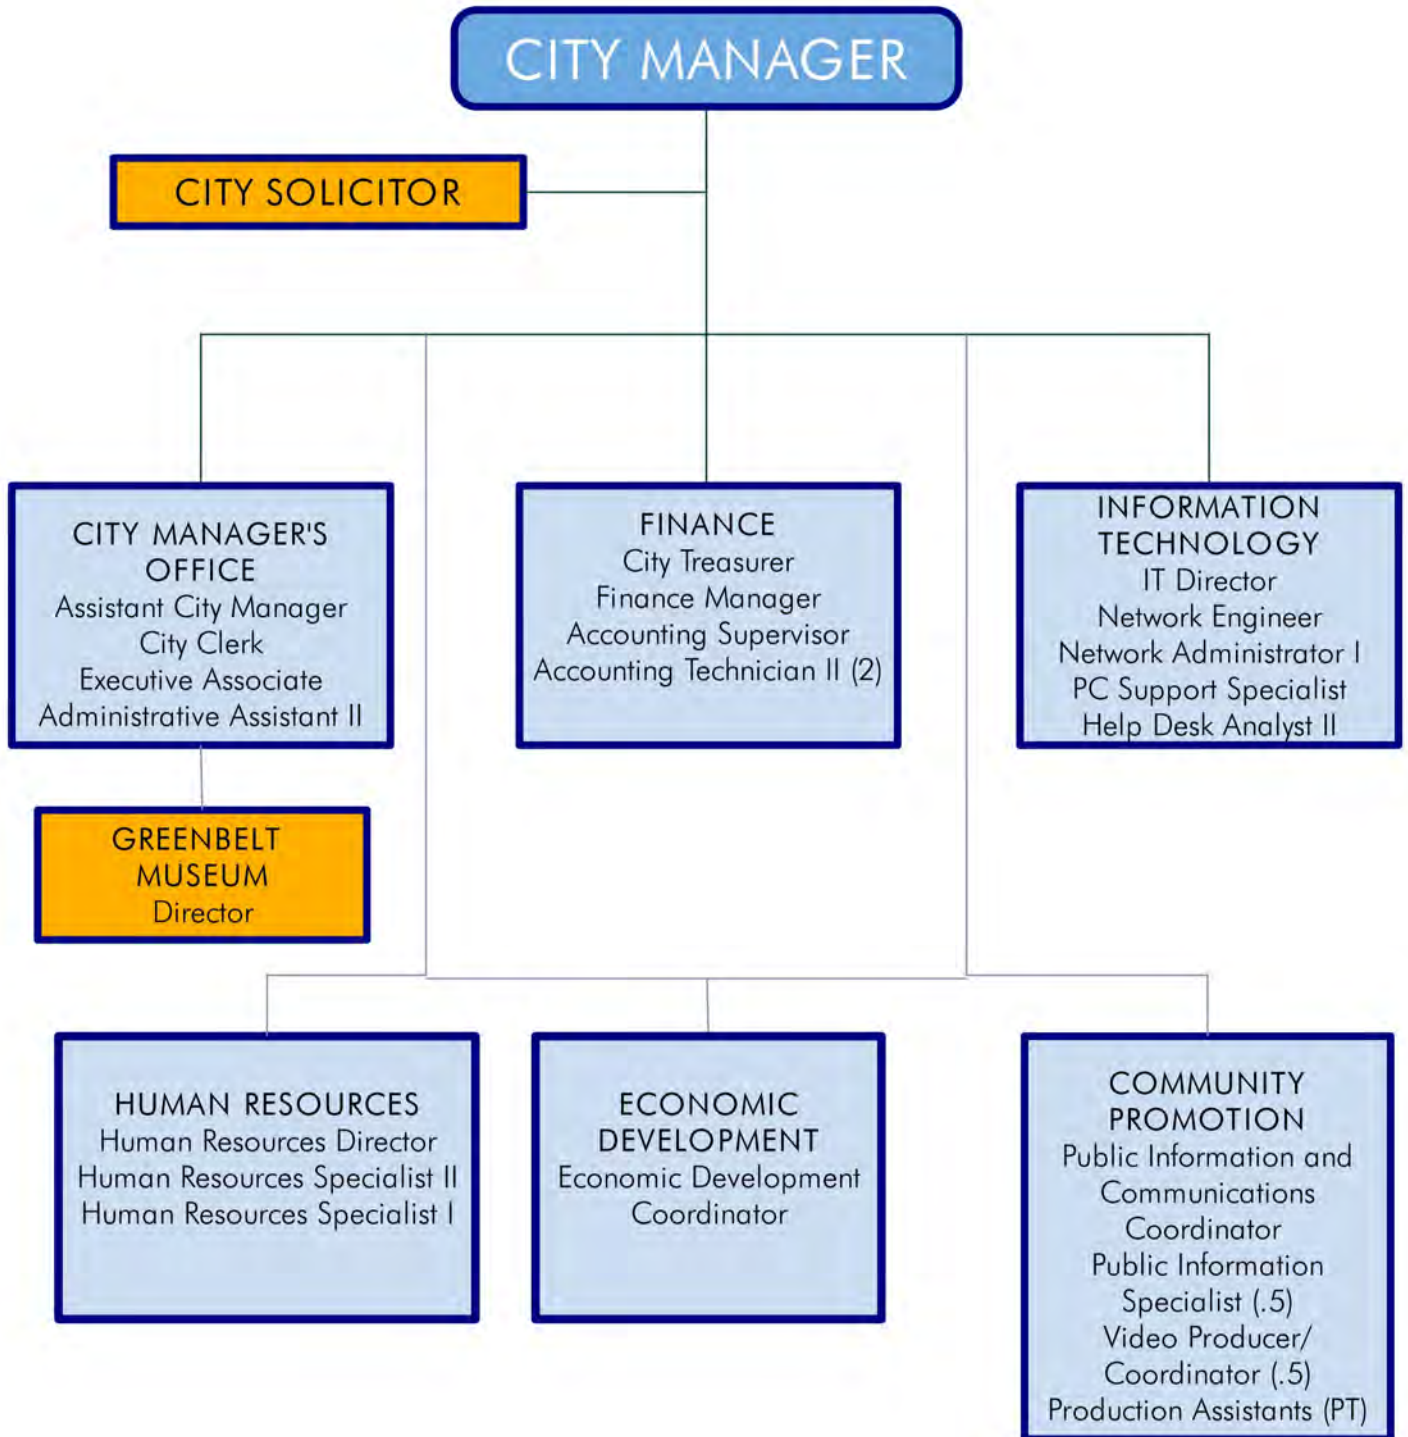 CITY MANAGER
CITY SOLICITOR
CITY MANAGER'S
OFFICE
Assistant City Manager
City Clerk
Executive Associate
Administrative Assistant II
FINANCE
City Treasurer
Finance Manager
Accounting Supervisor
Accounting Technician II (2)
INFORMATION
TECHNOLOGY
IT Director
Network Engineer
Network Administrator I
PC Support Specialist
Help Desk Analyst II
GREENBELT
MUSEUM
Director
HUMAN RESOURCES
Human Resources Director
Human Resources Specialist II
Human Resources Specialist I
ECONOMIC
DEVELOPMENT
Economic Development
Coordinator
COMMUNITY
PROMOTION
Public Information and
Communications
Coordinator
Public Information
Specialist (.5)
Video Producer/
Coordinator (.5)
Production Assistants (PT)